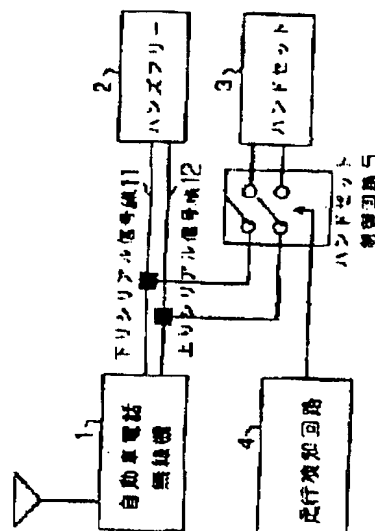 1
自動車電話
無線機
下りシリアル信号線11
上りシリアル信号線12
2
ハンズフリー
3
ハンドセット
ハンドセット
制御回路5
4
走行検知回路